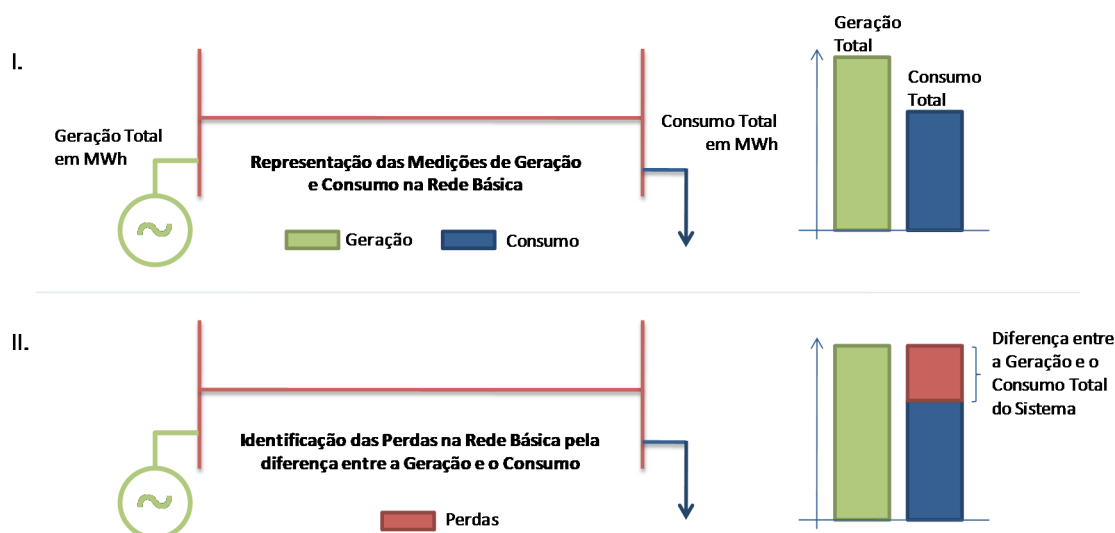 I.
Geração Total
em MWh
Representação das Medições de Geração
e Consumo na Rede Básica
Geração
Consumo
Consumo Total
em MWh
Geração
Total
Consumo
Total
II.
Identificação das Perdas na Rede Básica pela
diferença entre a Geração e o Consumo
Perdas
Diferença entre
a Geração e o
Consumo Total
do Sistema